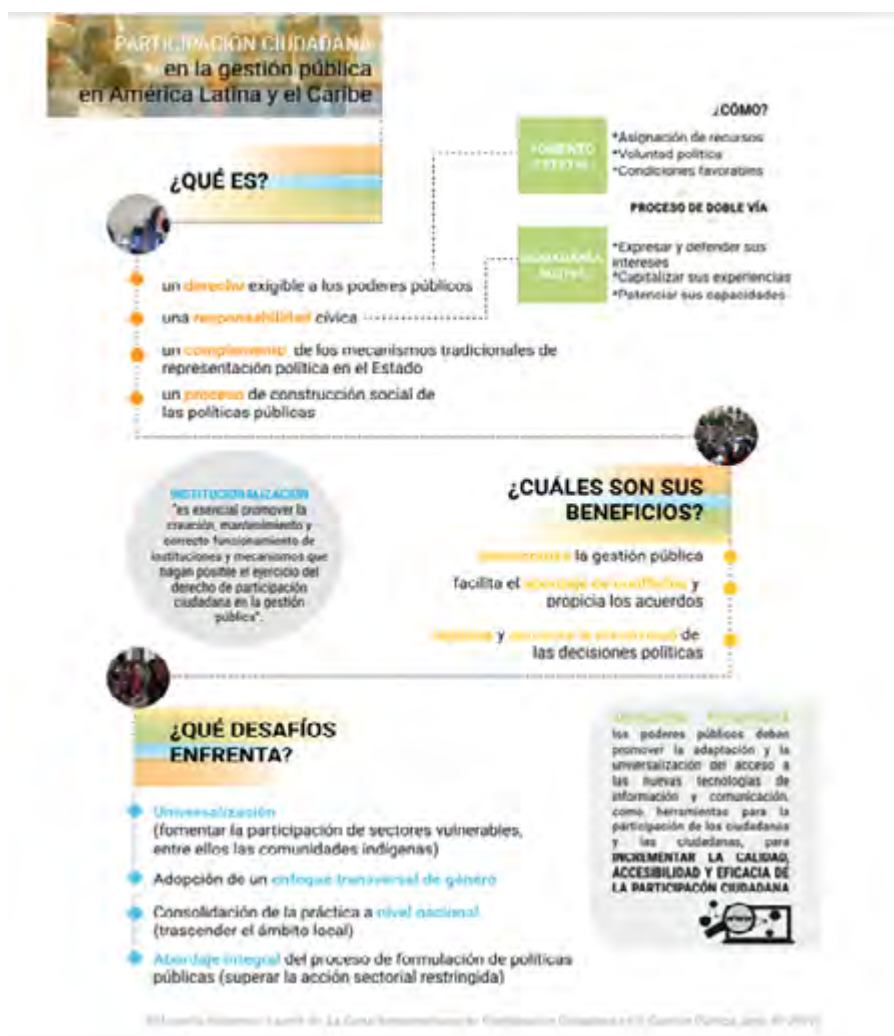 PARTICIPACIÓN CIUDADANA
en la gestión pública
en América Latina y el Caribe
¿QUÉ ES?
un derecho exigible a los poderes públicos
una responsabilidad cívica
un complemento de los mecanismos tradicionales de
representación política en el Estado
un proceso de construcción social de
las políticas públicas
FOMENTO
ESTATAL
¿CÓMO?
*Asignación de recursos
*Voluntad política
*Condiciones favorables
PROCESO DE DOBLE VÍA
CIUDADANÍA
*Expresar y defender sus
intereses
*Capitalizar sus experiencias
*Potenciar sus capacidades
INSTITUCIONALIZACIÓN
"es esencial promover la
creación, mantenimiento y
correcto funcionamiento de
instituciones y mecanismos que
hagan posible el ejercicio del
derecho de participación
ciudadana en la gestión
pública".
¿CUÁLES SON SUS
BENEFICIOS?
la gestión pública
facilita el abordaje de conflictos y
propicia los acuerdos
y
de
las decisiones políticas
¿QUÉ DESAFÍOS
ENFRENTA?
Universalización
(fomentar la participación de sectores vulnerables,
entre ellos las comunidades indígenas)
Adopción de un enfoque transversal de género
Consolidación de la práctica a nivel nacional
(trascender el ámbito local)
Abordaje integral del proceso de formulación de políticas
públicas (superar la acción sectorial restringida)
los poderes públicos deben
promover la adaptación y la
universalización del acceso a
las nuevas tecnologías de
información y comunicación,
como herramientas para la
participación de los ciudadanos
y las ciudadanas, para
INCREMENTAR LA CALIDAD,
ACCESIBILIDAD Y EFICACIA DE
LA PARTICIPACÓN CIUDADANA
www